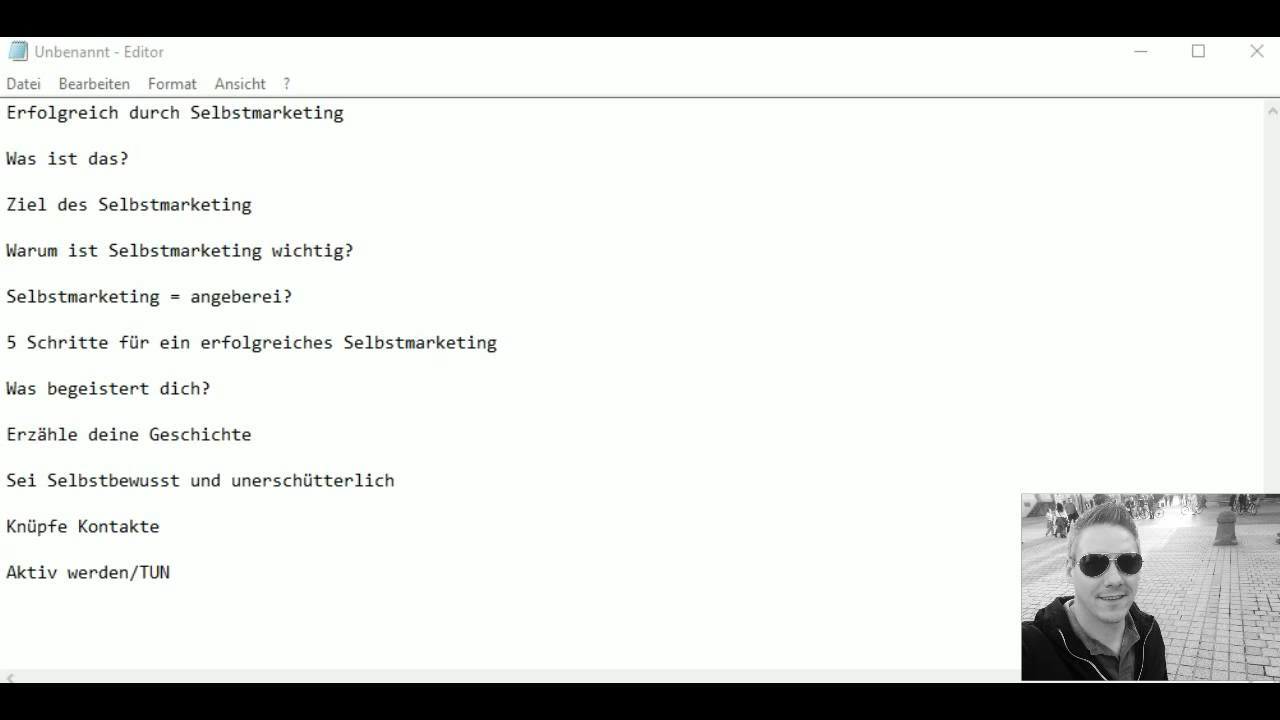 Unbenannt - Editor
Datei Bearbeiten Format Ansicht ?
Erfolgreich durch Selbstmarketing
Was ist das?
Ziel des Selbstmarketing
Warum ist Selbstmarketing wichtig?
Selbstmarketing = angeberei?
5 Schritte für ein erfolgreiches Selbstmarketing
Was begeistert dich?
Erzähle deine Geschichte
Sei Selbstbewusst und unerschütterlich
Knüpfe Kontakte
Aktiv werden/TUN